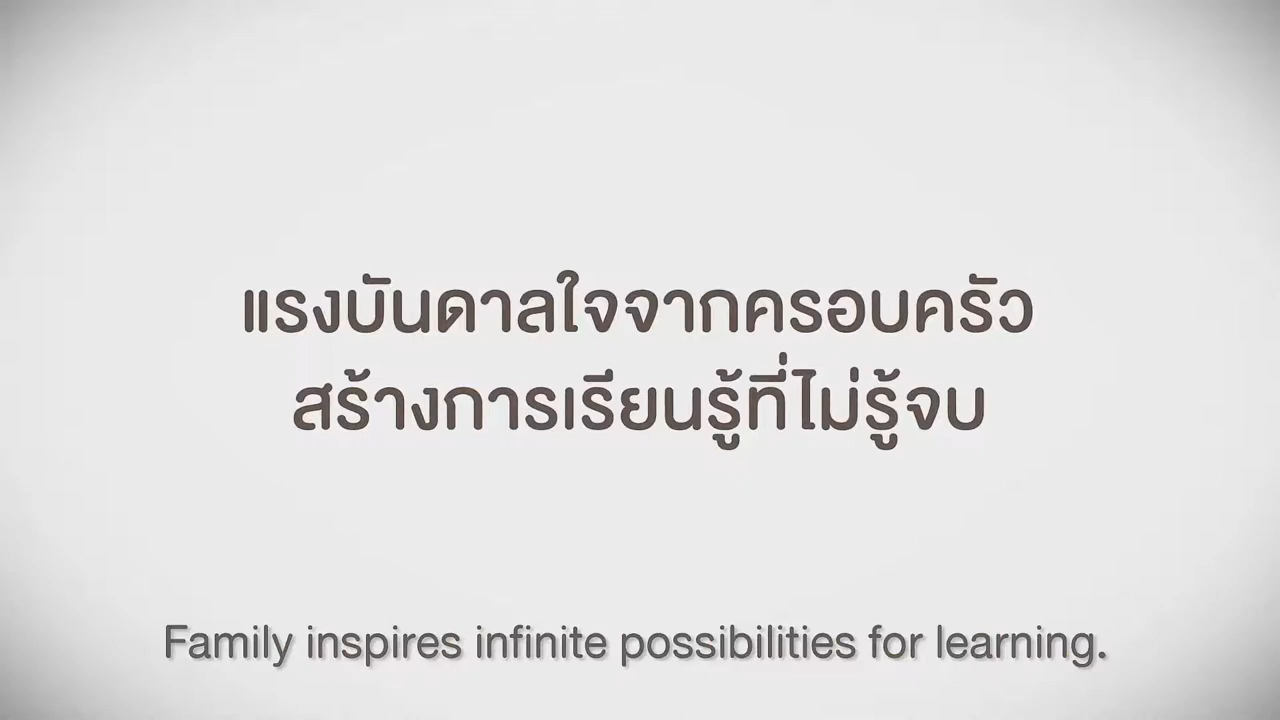 แรงบันดาลใจจากครอบครัว
สร้างการเรียนรู้ที่ไม่รู้จบ
Family inspires infinite possibilities for learning.